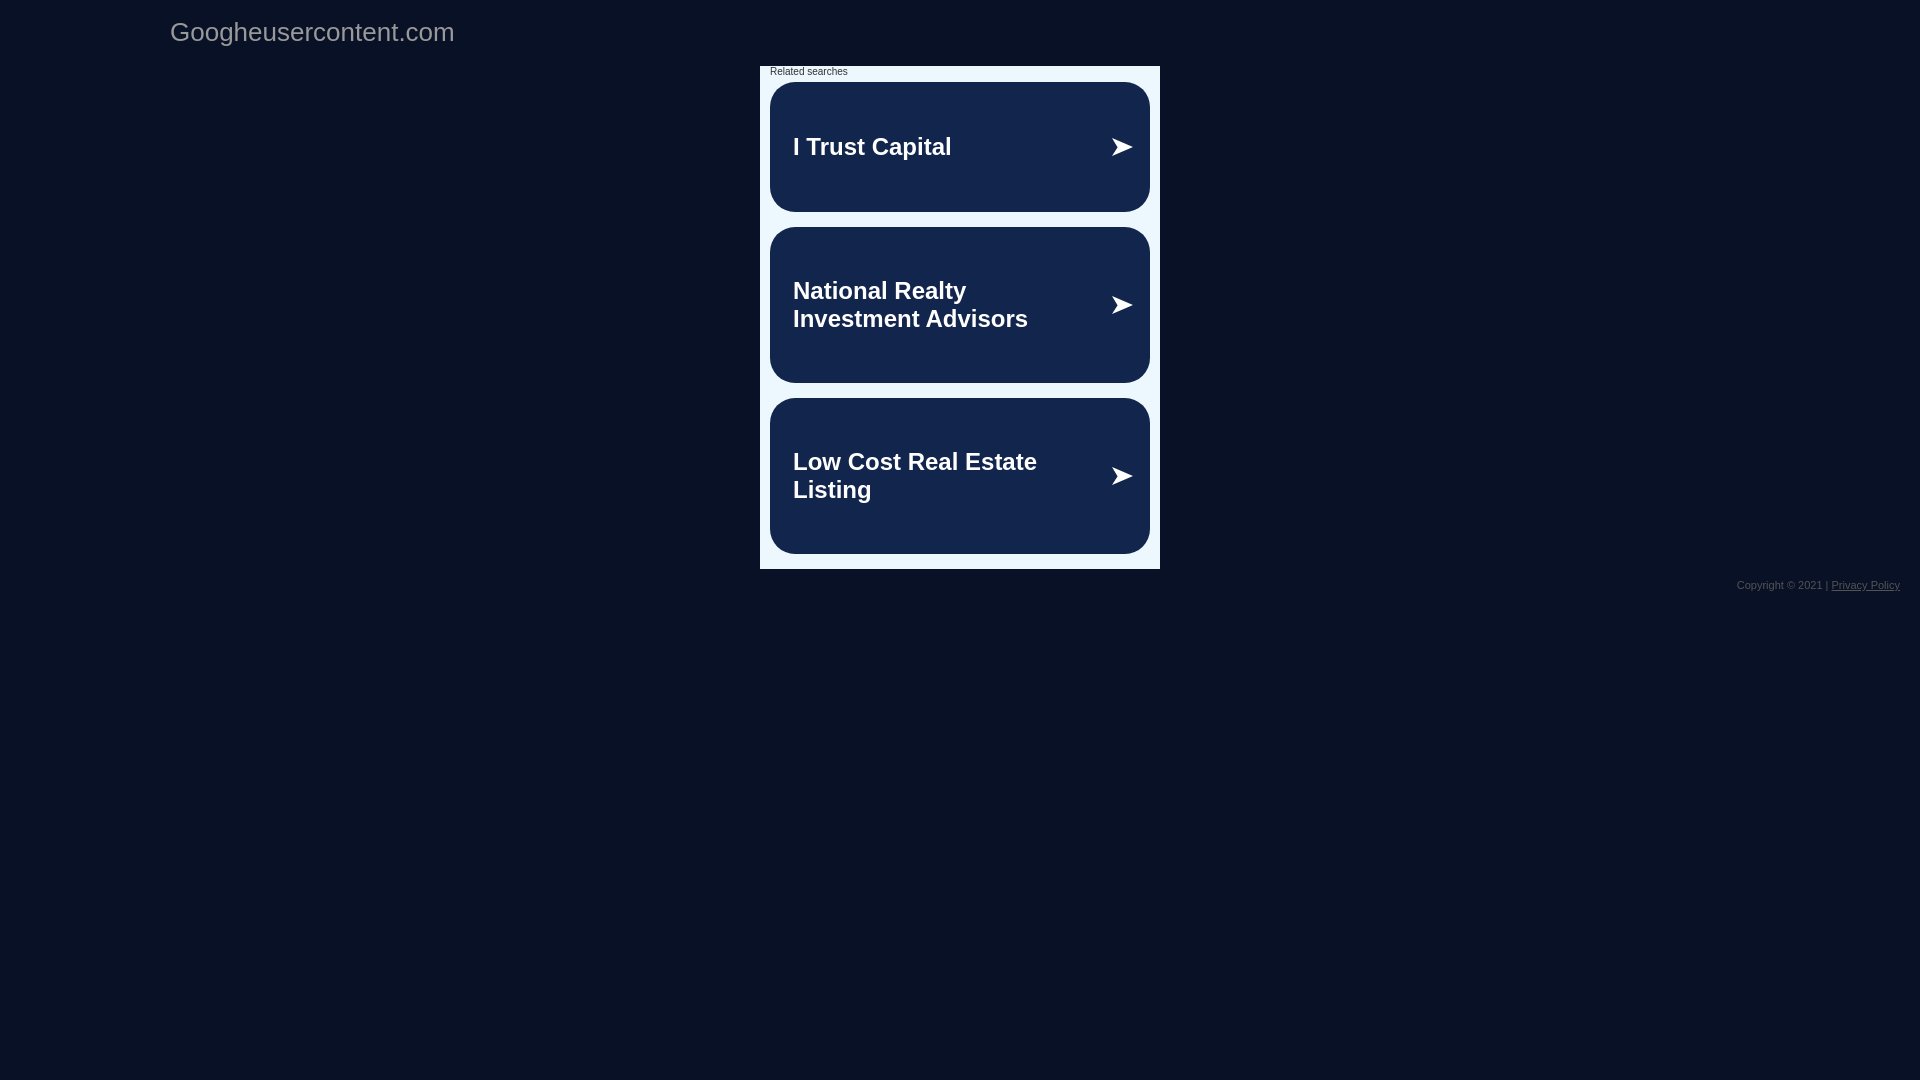 Googheusercontent.com
Related searches
I Trust Capital
National Realty
Investment Advisors
Low Cost Real Estate
Listing
Copyright © 2021 | Privacy Policy